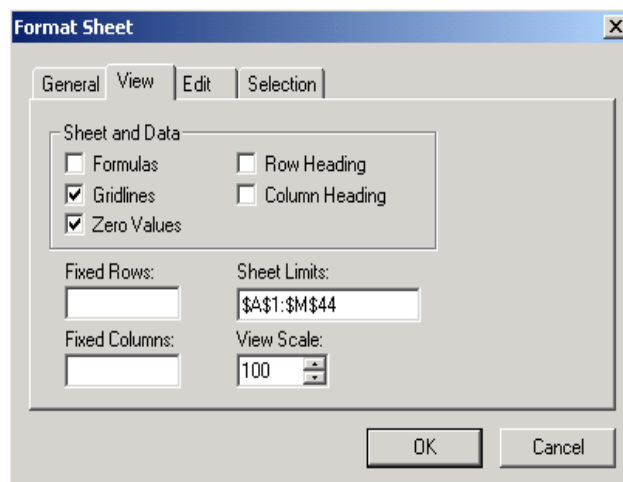 Format Sheet
General View Edit Selection
Sheet and Data
Formulas Row Heading
Gridlines Column Heading
Zero Values
Fixed Rows: Sheet Limits:
$A$1:$M$44
Fixed Columns: View Scale:
100
OK Cancel